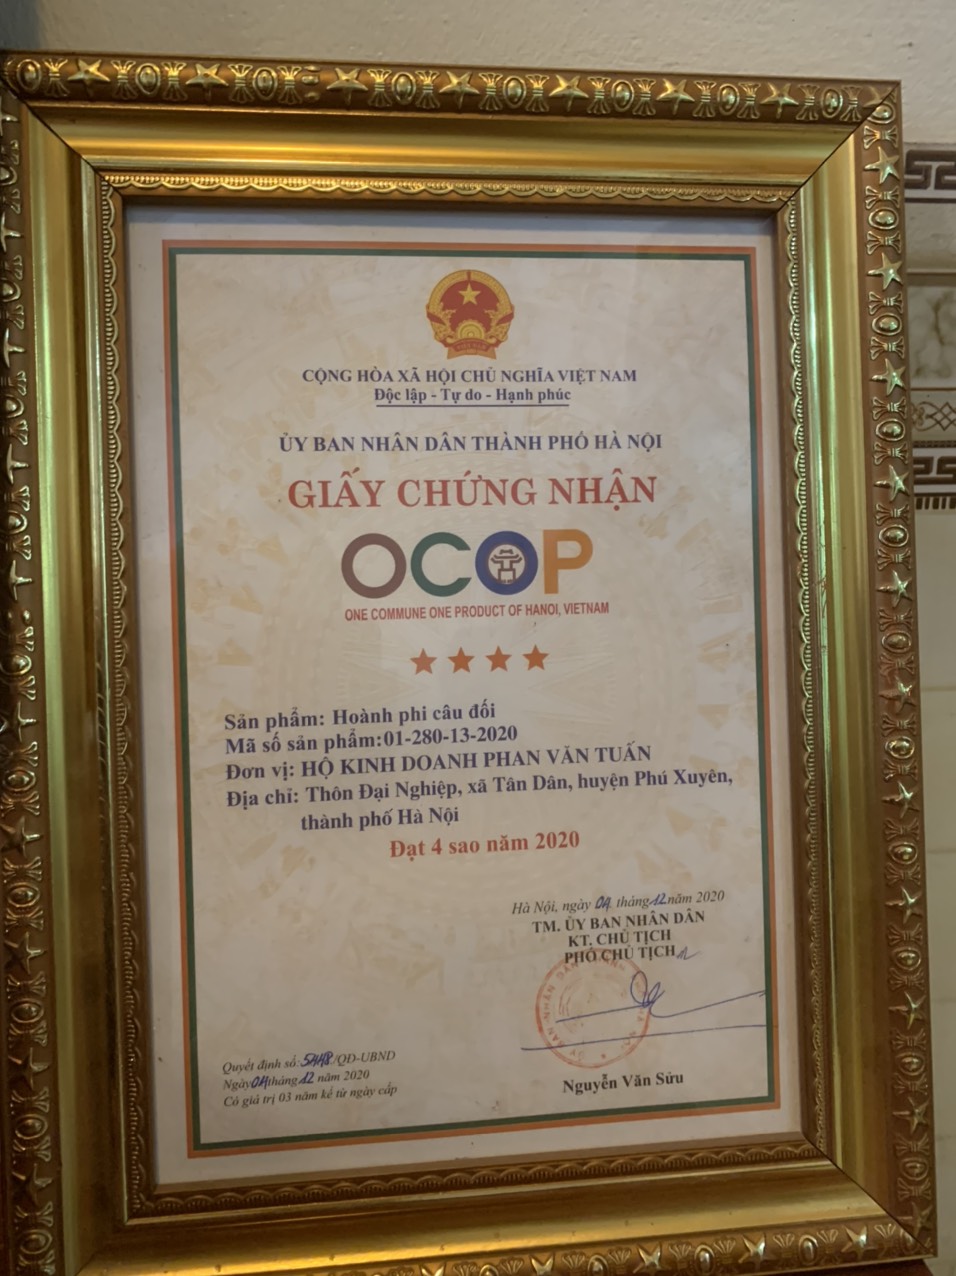 CỘNG HÒA XÃ HỘI CHỦ NGHĨA VIỆT NAM
Độc lập - Tự do - Hạnh phúc
ỦY BAN NHÂN DÂN THÀNH PHỐ HÀ NỘI
GIẤY CHỨNG NHẬN
OCOP
ONE COMMUNE ONE PRODUCT OF HANOI, VIETNAM
Sản phẩm: Hoành phi câu đối
Mã số sản phẩm:01-280-13-2020
Đơn vị: HỘ KINH DOANH PHAN VĂN TUẤN
Địa chỉ: Thôn Đại Nghiệp, xã Tân Dân, huyện Phú Xuyên,
thành phố Hà Nội
Đạt 4 sao năm 2020
Hà Nội, ngày 04 tháng 12 năm 2020
TM. ỦY BAN NHÂN DÂN
KT. CHỦ TỊCH
PHÓ CHỦ TỊCH
Nguyễn Văn Sửu
Quyết định số: /QĐ-UBND
Ngày 04 tháng 12 năm 2020
Có giá trị 03 năm kể từ ngày cấp